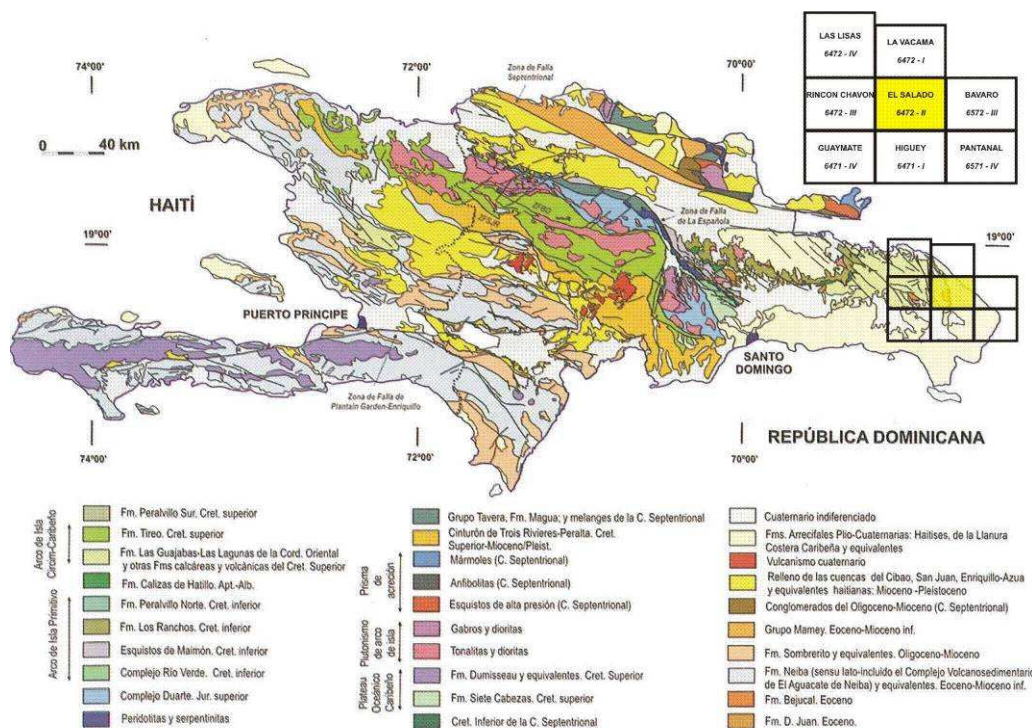 LAS LISAS
6472 - IV
LA VACAMA
6472 - I
RINCON CHAVON
6472 - III
EL SALADO
6472 - II
BAVARO
6572 - III
GUAYMATE
6471 - IV
HIGUEY
6471 - I
PANTANAL
6571 - IV
74°00'
72°00'
70°00'
Zona de Falla
Septentrional
0 40 km
HAITÍ
ZFSJR
Zona de Falla
de La Española
19°00'
19°00'
PUERTO PRINCIPE
SANTO
DOMINGO
Zona de Falla de
Plantain Garden-Enriquillo
REPÚBLICA DOMINICANA
74°00'
72°00'
70°00'
Arco de Isla
Circum-Caribeño
Fm. Peralvillo Sur. Cret. superior
Fm. Tireo. Cret. superior
Fm. Las Guajabas-Las Lagunas de la Cord. Oriental
y otras Fms calcáreas y volcánicas del Cret. Superior
Fm. Calizas de Hatillo. Apt.-Alb.
Arco de Isla Primitivo
Fm. Peralvillo Norte. Cret. inferior
Fm. Los Ranchos. Cret. inferior
Esquistos de Maimón. Cret. inferior
Complejo Río Verde. Cret. inferior
Complejo Duarte. Jur. superior
Peridotitas y serpentinitas
Grupo Tavera, Fm. Magua; y melanges de la C. Septentrional
Cinturón de Trois Rivieres-Peralta. Cret.
Superior-Mioceno/Pleist.
Prisma
de
acreción
Mármoles (C. Septentrional)
Anfibolitas (C. Septentrional)
Esquistos de alta presión (C. Septentrional)
Plutonismo
de arco
de isla
Gabros y dioritas
Tonalitas y dioritas
Plateau
Oceánico
Caribeño
Fm. Dumisseau y equivalentes. Cret. Superior
Fm. Siete Cabezas. Cret. superior
Cret. Inferior de la C. Septentrional
Cuaternario indiferenciado
Fms. Arrecifales Plio-Cuaternarias: Haitises, de la Llanura
Costera Caribeña y equivalentes
Vulcanismo cuaternario
Relleno de las cuencas del Cibao, San Juan, Enriquillo-Azua
y equivalentes haitianas: Mioceno -Pleistoceno
Conglomerados del Oligoceno-Mioceno (C. Septentrional)
Grupo Mamey. Eoceno-Mioceno inf.
Fm. Sombrerito y equivalentes. Oligoceno-Mioceno
Fm. Neiba (sensu lato-incluido el Complejo Volcanosedimentario
de El Aguacate de Neiba) y equivalentes. Eoceno-Mioceno inf.
Fm. Bejucal. Eoceno
Fm. D. Juan. Eoceno.